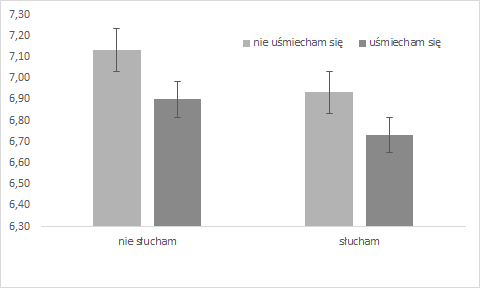 7,30
7,20
7,10
7,00
6,90
6,80
6,70
6,60
6,50
6,40
6,30
nie uśmiecham się
uśmiecham się
nie słucham
słucham